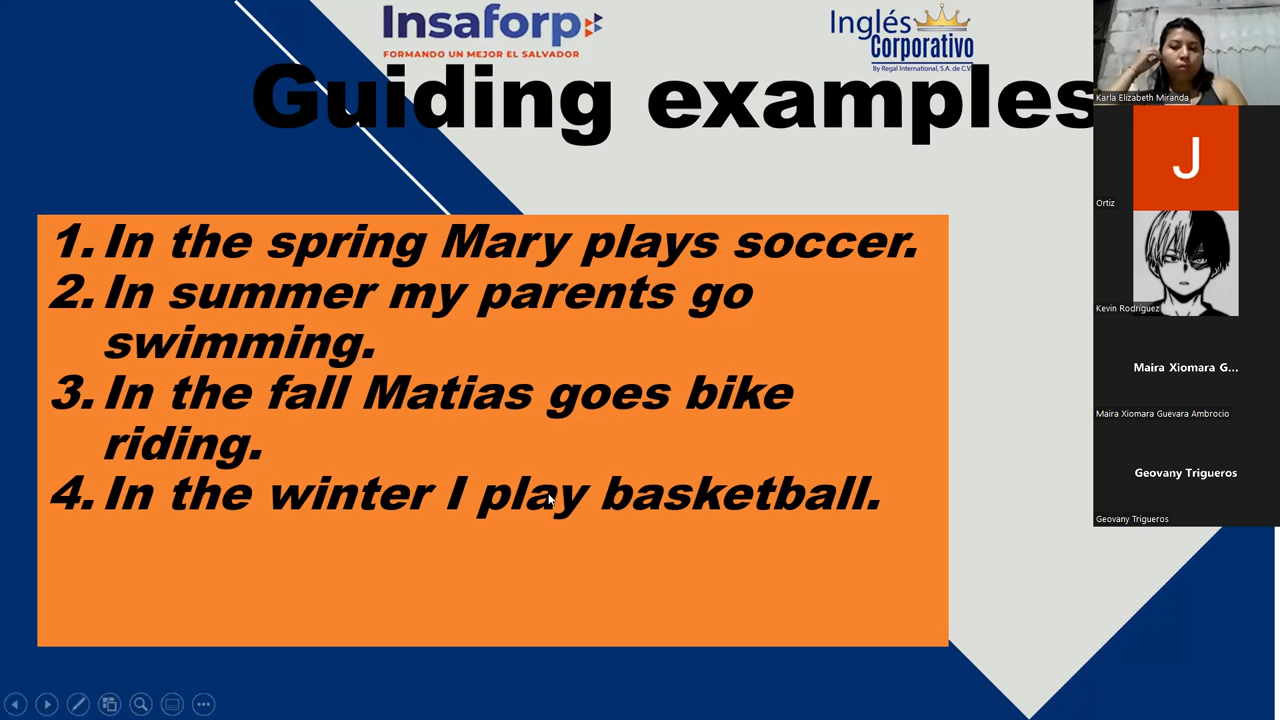 Insaforp
FORMANDO UN MEJOR EL SALVADOR
Inglés
Corporativo
By Regal International, S.A. de C.V.
Guiding examples
1. In the spring Mary plays soccer.
2. In summer my parents go
swimming.
3. In the fall Matias goes bike
riding.
4. In the winter I play basketball.
Karla Elizabeth Miranda
J
Ortiz
Kevin Rodriguez
Maira Xiomara G...
Maira Xiomara Guevara Ambrocio
Geovany Trigueros
Geovany Trigueros